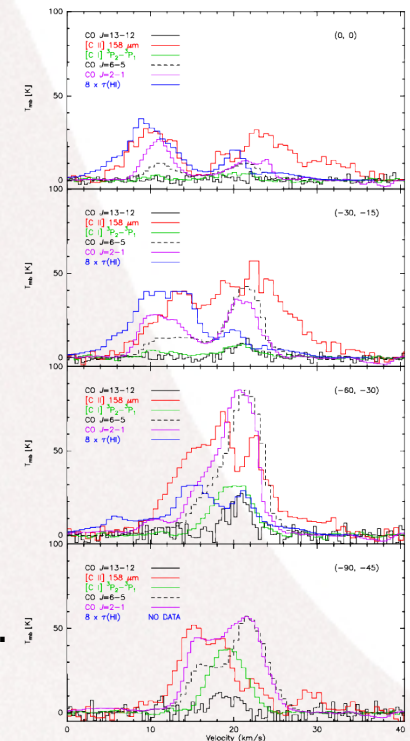 100
CO J=13-12
[C II] 158 μm
[C I] ³P₂-³P₁
CO J=6-5
CO J=2-1
8 x τ(HI)
(0, 0)
50
Tmb [K]
0
100
CO J=13-12
[C II] 158 μm
[C I] ³P₂-³P₁
CO J=6-5
CO J=2-1
8 x τ(HI)
(-30, -15)
50
Tmb [K]
0
100
CO J=13-12
[C II] 158 μm
[C I] ³P₂-³P₁
CO J=6-5
CO J=2-1
8 x τ(HI)
(-60, -30)
50
Tmb [K]
0
100
CO J=13-12
[C II] 158 μm
[C I] ³P₂-³P₁
CO J=6-5
CO J=2-1
8 x τ(HI) NO DATA
(-90, -45)
50
Tmb [K]
0
0 10 20 30 40
Velocity (km/s)